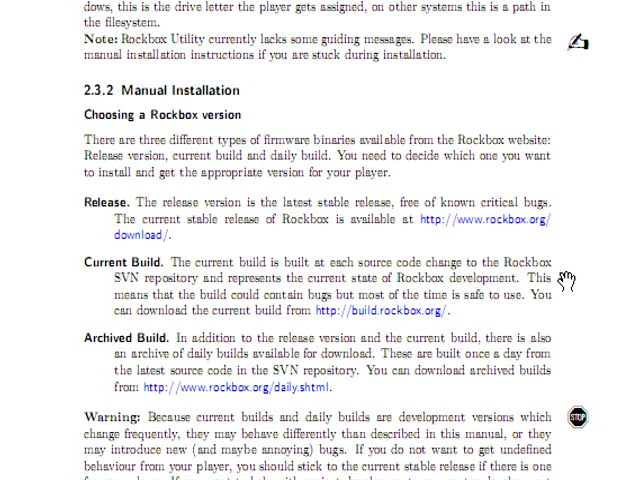 dows, this is the drive letter the player gets assigned, on other systems this is a path in
the filesystem.
Note: Rockbox Utility currently lacks some guiding messages. Please have a look at the
manual installation instructions if you are stuck during installation.
2.3.2 Manual Installation
Choosing a Rockbox version
There are three different types of firmware binaries available from the Rockbox website:
Release version, current build and daily build. You need to decide which one you want
to install and get the appropriate version for your player.
Release. The release version is the latest stable release, free of known critical bugs.
The current stable release of Rockbox is available at http://www.rockbox.org/
download/.
Current Build. The current build is built at each source code change to the Rockbox
SVN repository and represents the current state of Rockbox development. This
means that the build could contain bugs but most of the time is safe to use. You
can download the current build from http://build.rockbox.org/.
Archived Build. In addition to the release version and the current build, there is also
an archive of daily builds available for download. These are built once a day from
the latest source code in the SVN repository. You can download archived builds
from http://www.rockbox.org/daily.shtml.
Warning: Because current builds and daily builds are development versions which
STOP
change frequently, they may behave differently than described in this manual, or they
may introduce new (and maybe annoying) bugs. If you do not want to get undefined
behaviour from your player, you should stick to the current stable release if there is one